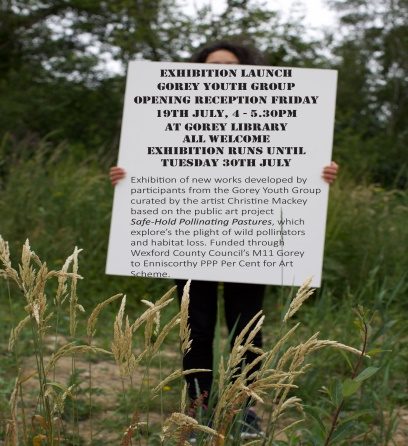 EXHIBITION LAUNCH
GOREY YOUTH GROUP
OPENING RECEPTION FRIDAY
19TH JULY, 4 - 5.30PM
AT GOREY LIBRARY
ALL WELCOME
EXHIBITION RUNS UNTIL
TUESDAY 30TH JULY
Exhibition of new works developed by
participants from the Gorey Youth Group
curated by the artist Christine Mackey
based on the public art project
Safe-Hold Pollinating Pastures, which
explore's the plight of wild pollinators
and habitat loss. Funded through
Wexford County Council's M11 Gorey
to Enniscorthy PPP Per Cent for Art
Scheme.